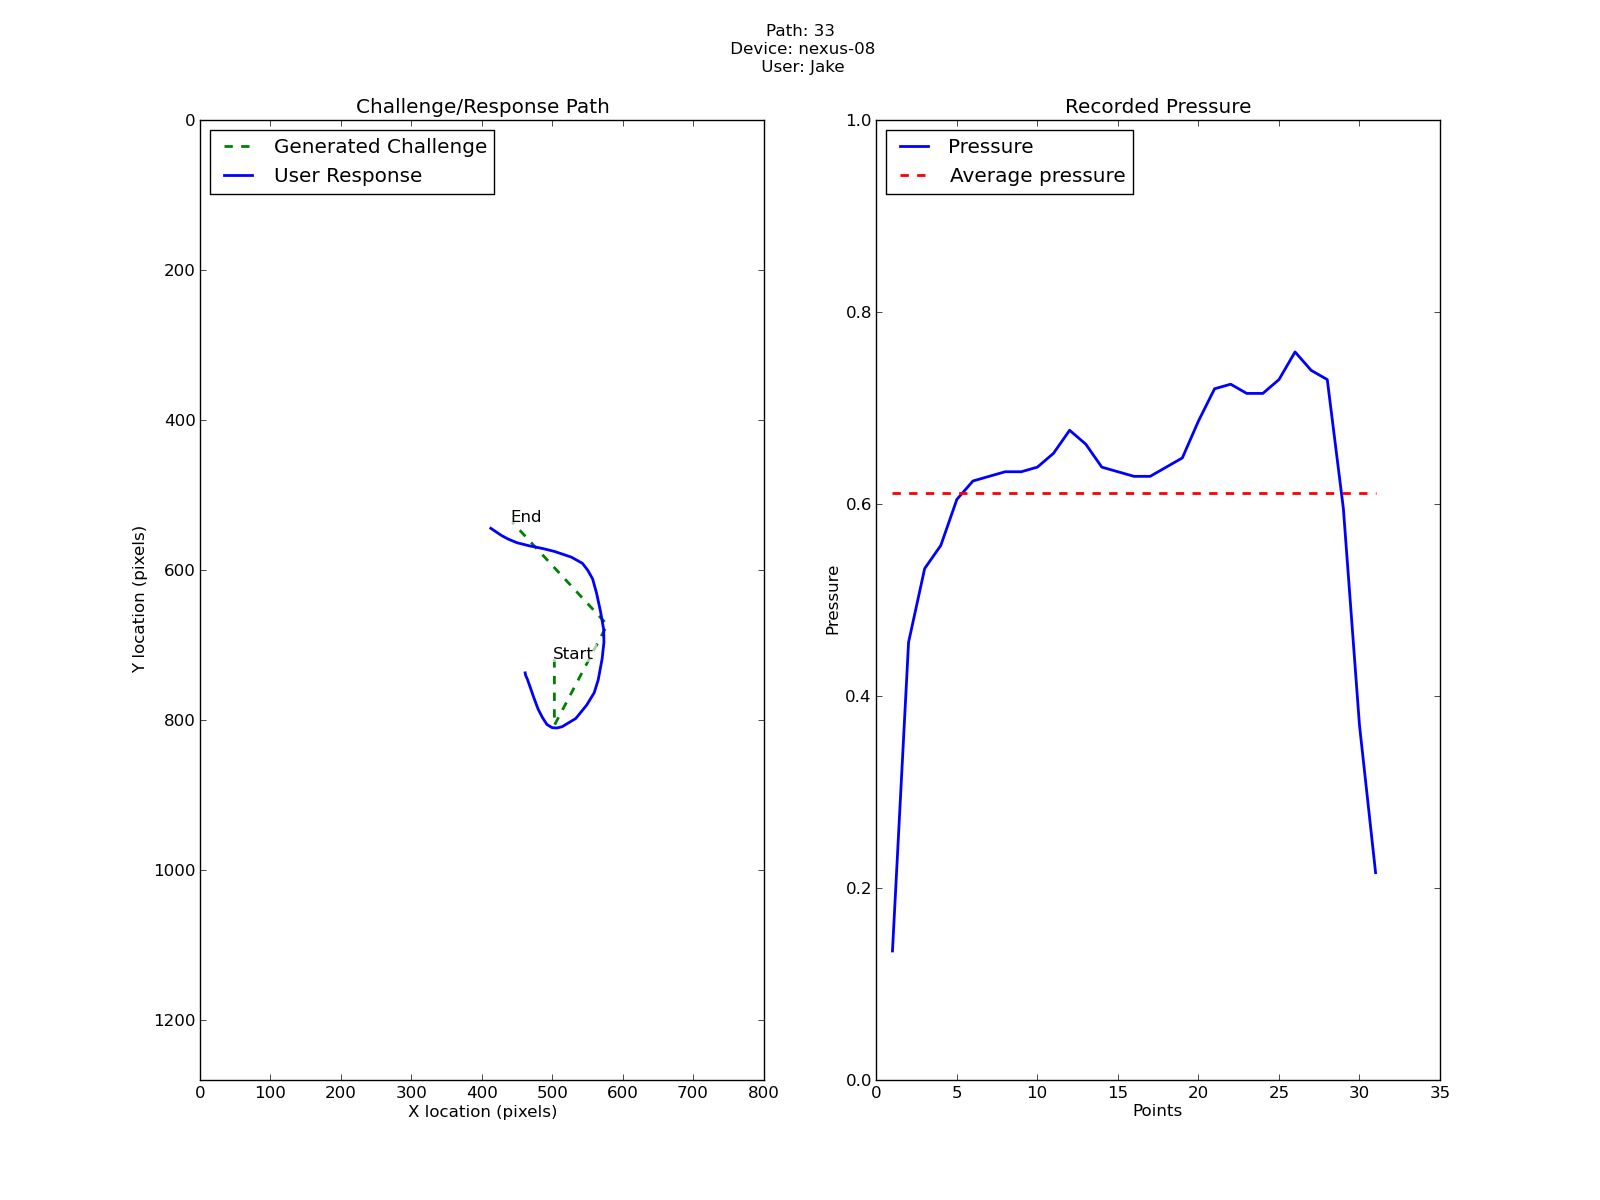 Path: 33
Device: nexus-08
User: Jake
Challenge/Response Path
Generated Challenge
User Response
0
200
400
600
800
1000
1200
Y location (pixels)
End
Start
0 100 200 300 400 500 600 700 800
X location (pixels)
Recorded Pressure
Pressure
Average pressure
1.0
0.8
0.6
0.4
0.2
0.0
Pressure
0 5 10 15 20 25 30 35
Points